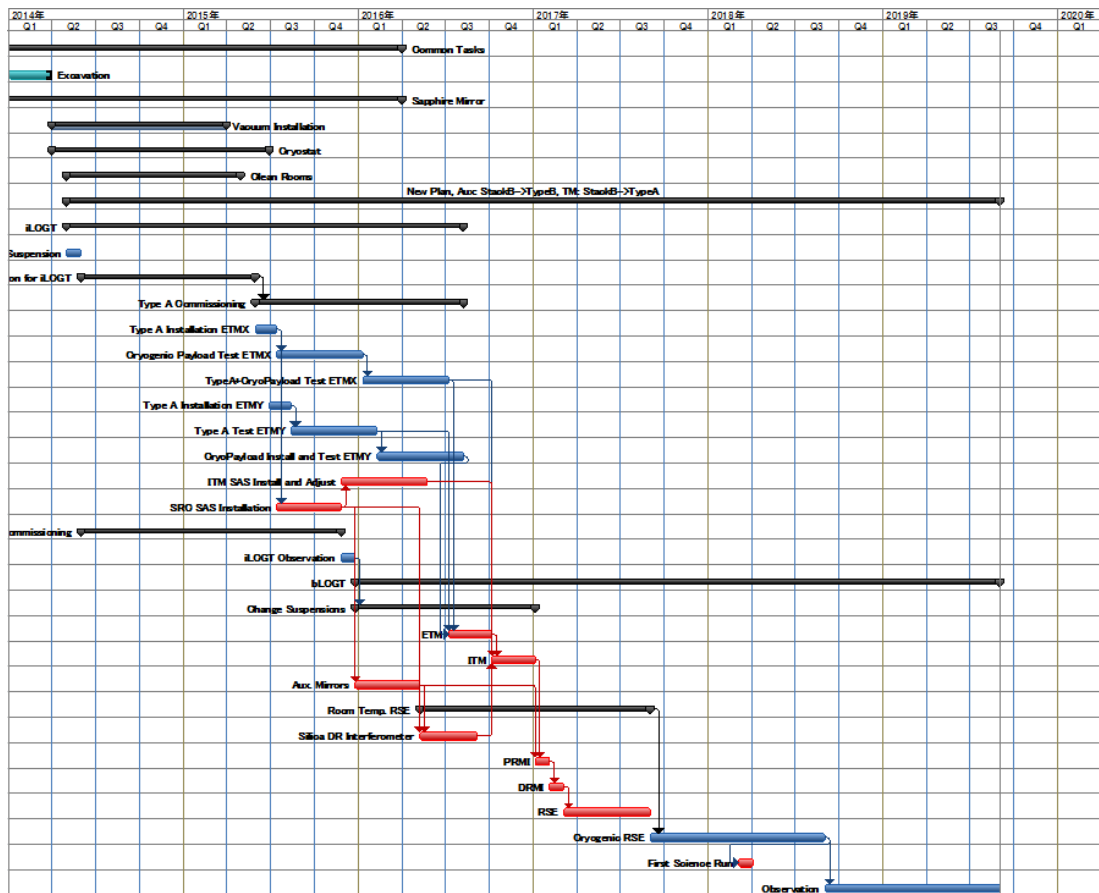 2014年 2015年 2016年 2017年 2018年 2019年 2020年
Q1 Q2 Q3 Q4 Q1 Q2 Q3 Q4 Q1 Q2 Q3 Q4 Q1 Q2 Q3 Q4 Q1 Q2 Q3 Q4 Q1 Q2 Q3 Q4 Q1
Common Tasks
Excavation
Sapphire Mirror
Vacuum Installation
Cryostat
Clean Rooms
New Plan, Aux: StackB->TypeB, TM: StackB->TypeA
iLCGT
Suspension
on for iLCGT
Type A Commissioning
Type A Installation ETMX
Cryogenic Payload Test ETMX
TypeA+CryoPayload Test ETMX
Type A Installation ETMY
Type A Test ETMY
CryoPayload Install and Test ETMY
ITM SAS Install and Adjust
SRC SAS Installation
ommissioning
iLCGT Observation
bLCGT
Change Suspensions
ETM
ITM
Aux. Mirrors
Room Temp. RSE
Silica DR Interferometer
PRMI
DRMI
RSE
Cryogenic RSE
First Science Run
Observation